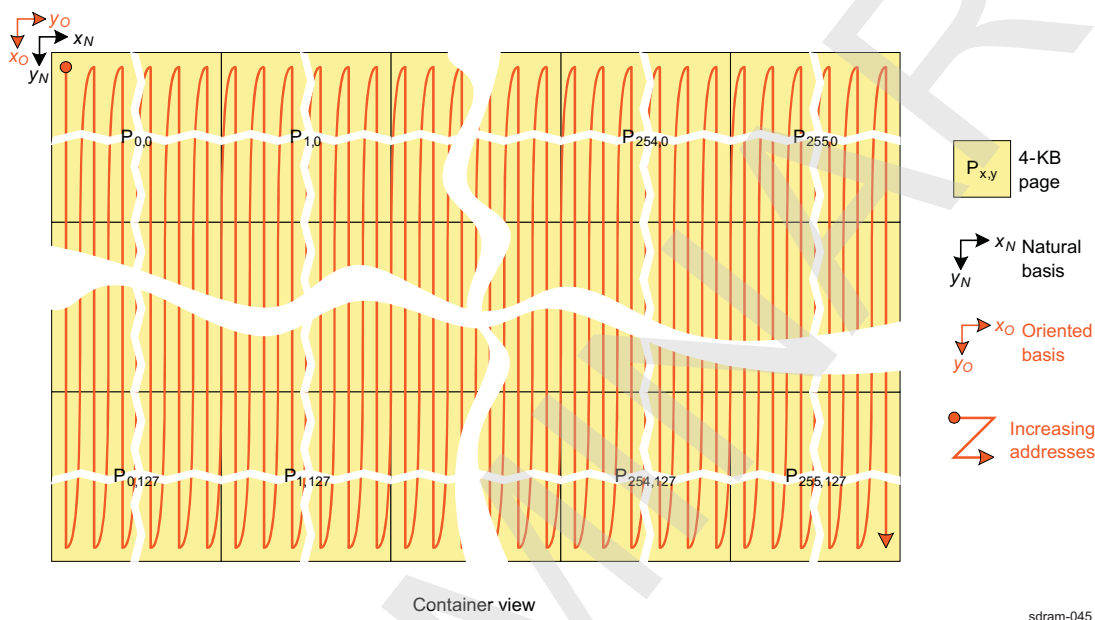 yO
xN
xO
yN
P0,0
P1,0
P254,0
P255,0
4-KB
page
Px,y
xN Natural
basis
yN
xO Oriented
basis
yO
Increasing
addresses
P0,127
P1,127
P254,127
P255,127
Container view
sdram-045